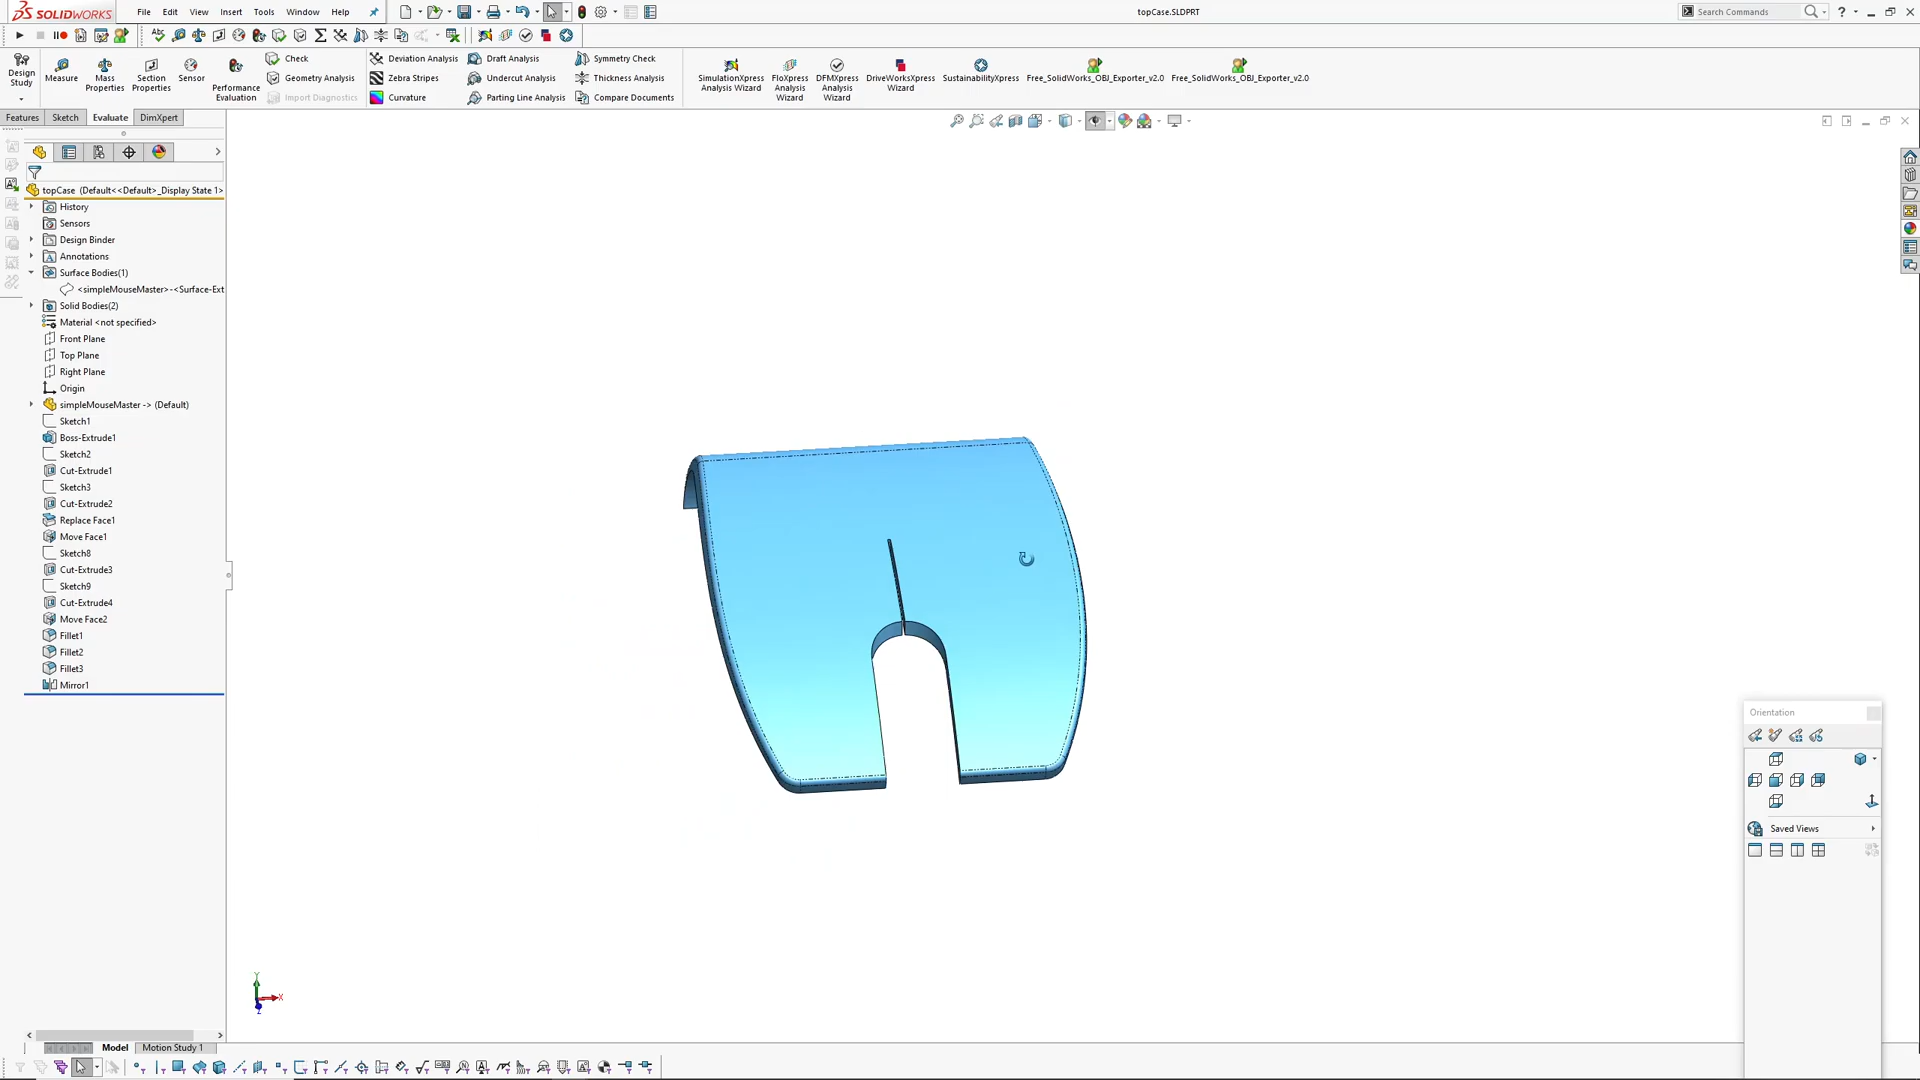 SOLIDWORKS File Edit View Insert Tools Window Help topCase.SLDPRT Search Commands
Design Study
Measure
Mass Properties
Section Properties
Sensor
Performance Evaluation
Check
Geometry Analysis
Import Diagnostics
Deviation Analysis
Zebra Stripes
Curvature
Draft Analysis
Undercut Analysis
Parting Line Analysis
Symmetry Check
Thickness Analysis
Compare Documents
SimulationXpress Analysis Wizard
FloXpress Analysis Wizard
DFMXpress Analysis Wizard
DriveWorksXpress Wizard
SustainabilityXpress
Free_SolidWorks_OBJ_Exporter_v2.0
Free_SolidWorks_OBJ_Exporter_v2.0
Features Sketch Evaluate DimXpert
topCase (Default<<Default>_Display State 1>
History
Sensors
Design Binder
Annotations
Surface Bodies(1)
<simpleMouseMaster>-<Surface-Ext
Solid Bodies(2)
Material <not specified>
Front Plane
Top Plane
Right Plane
Origin
simpleMouseMaster -> (Default)
Sketch1
Boss-Extrude1
Sketch2
Cut-Extrude1
Sketch3
Cut-Extrude2
Replace Face1
Move Face1
Sketch8
Cut-Extrude3
Sketch9
Cut-Extrude4
Move Face2
Fillet1
Fillet2
Fillet3
Mirror1
Orientation
Saved Views
Y
X
Z
Model Motion Study 1